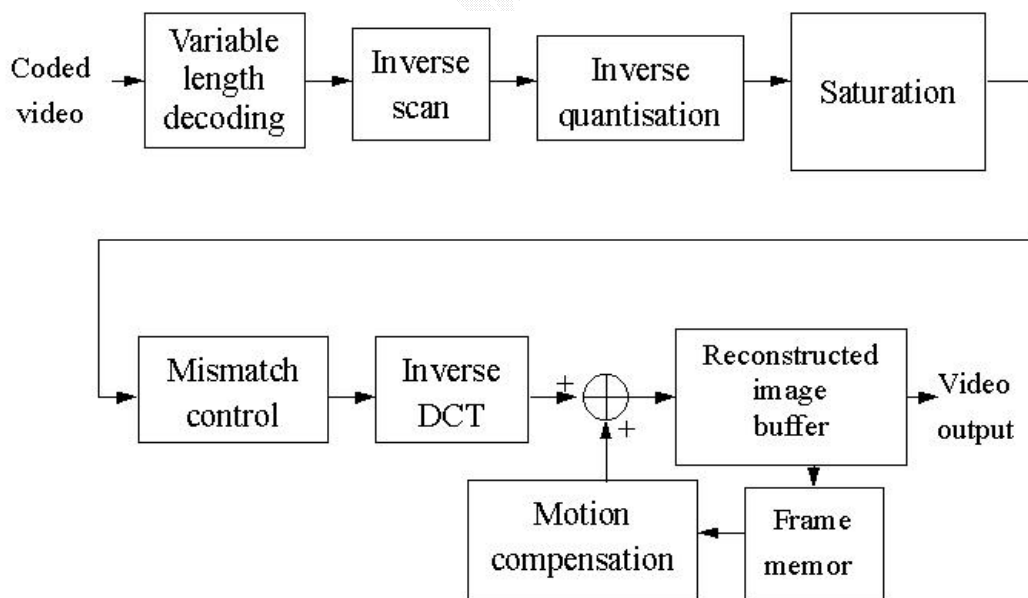 Coded
video
Variable
length
decoding
Inverse
scan
Inverse
quantisation
Saturation
Mismatch
control
Inverse
DCT
+
+
Reconstructed
image
buffer
Video
output
Motion
compensation
Frame
memor